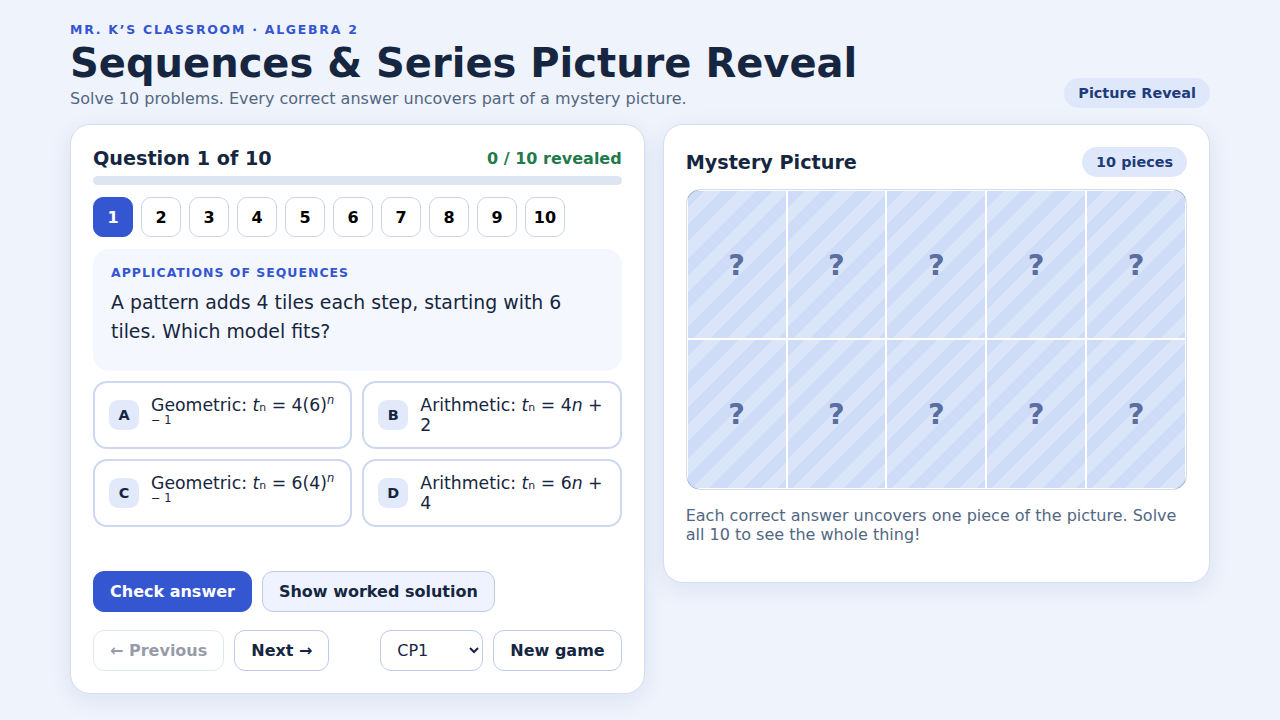 MR. K’S CLASSROOM · ALGEBRA 2
Sequences & Series Picture Reveal
Solve 10 problems. Every correct answer uncovers part of a mystery picture.
Picture Reveal
Question 1 of 10
0 / 10 revealed
1 2 3 4 5 6 7 8 9 10
APPLICATIONS OF SEQUENCES
A pattern adds 4 tiles each step, starting with 6
tiles. Which model fits?
A Geometric: tₙ = 4(6)ⁿ
⁻ ¹
B Arithmetic: tₙ = 4n +
2
C Geometric: tₙ = 6(4)ⁿ
⁻ ¹
D Arithmetic: tₙ = 6n +
4
Check answer
Show worked solution
← Previous
Next →
CP1
New game
Mystery Picture
10 pieces
? ? ? ? ?
? ? ? ? ?
Each correct answer uncovers one piece of the picture. Solve
all 10 to see the whole thing!